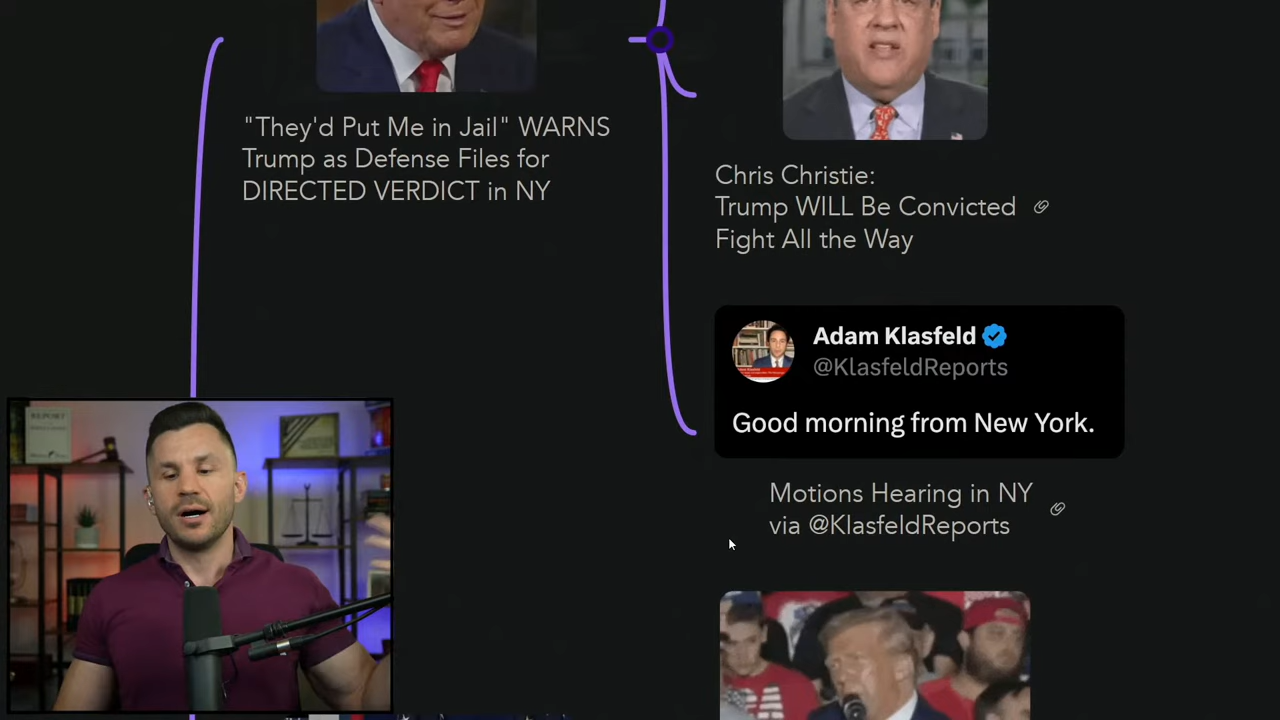 "They'd Put Me in Jail" WARNS
Trump as Defense Files for
DIRECTED VERDICT in NY
Chris Christie:
Trump WILL Be Convicted
Fight All the Way
Adam Klasfeld
@KlasfeldReports
Good morning from New York.
Motions Hearing in NY
via @KlasfeldReports